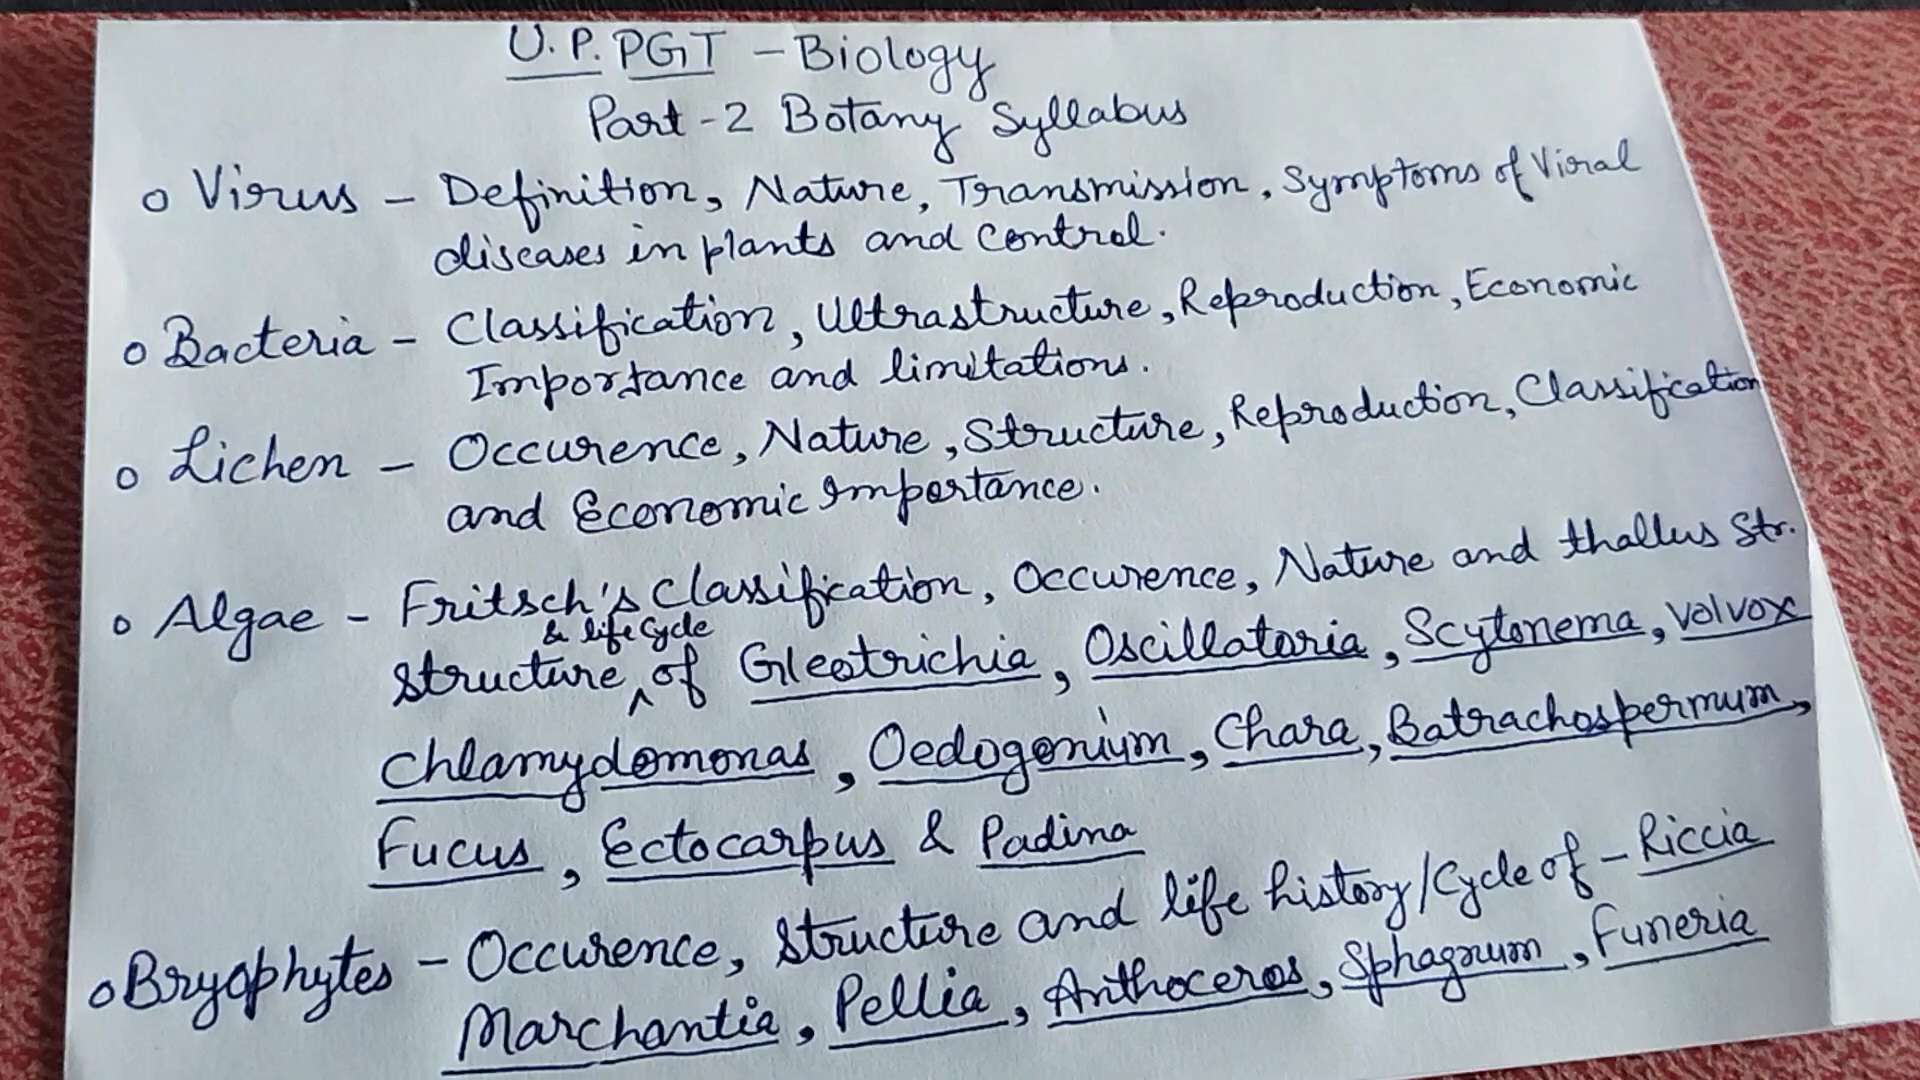 U.P. PGT - Biology
Part-2 Botany Syllabus
o Virus - Definition, Nature, Transmission, Symptoms of Viral
diseases in plants and control.
o Bacteria - Classification, Ultrastructure, Reproduction, Economic
Importance and limitations.
o Lichen - Occurence, Nature, Structure, Reproduction, Classification
and Economic Importance.
o Algae - Fritsch's Classification, Occurence, Nature and thallus Str.
& life Cycle
Structure ^ of Gleotrichia, Oscillatoria, Scytonema, Volvox
Chlamydomonas, Oedogonium, Chara, Batrachospermum,
Fucus, Ectocarpus & Padina
o Bryophytes - Occurence, Structure and life history/Cycle of - Riccia
Marchantia, Pellia, Anthoceros, Sphagnum, Funeria